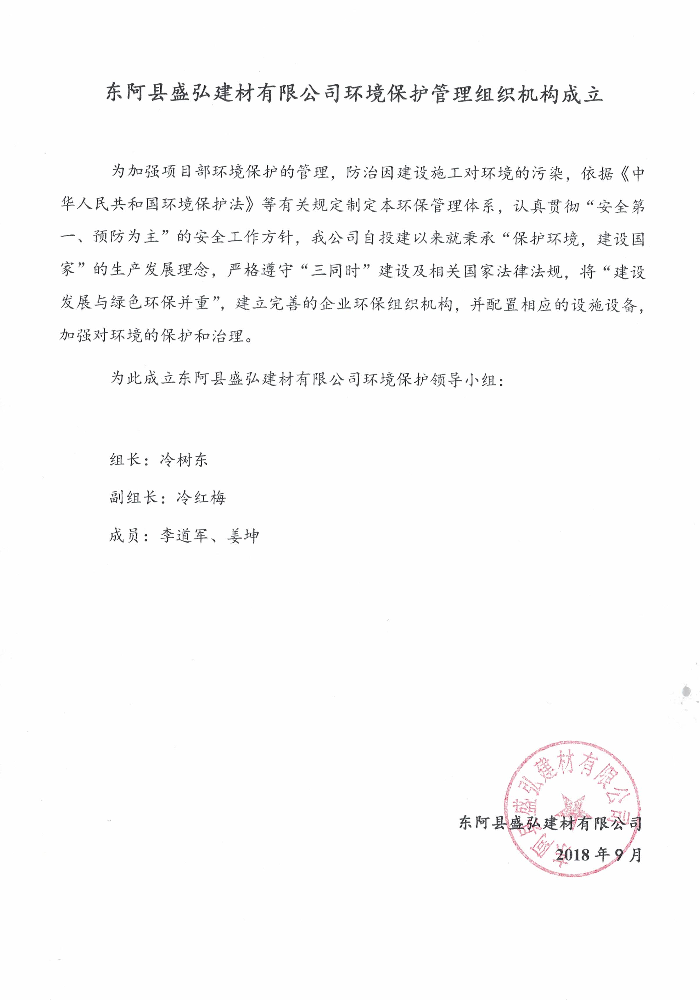 东阿县盛弘建材有限公司环境保护管理组织机构成立
为加强项目部环境保护的管理，防治因建设施工对环境的污染，依据《中
华人民共和国环境保护法》等有关规定制定本环保管理体系，认真贯彻“安全第
一、预防为主”的安全工作方针，我公司自投建以来就秉承“保护环境，建设国
家”的生产发展理念，严格遵守“三同时”建设及相关国家法律法规，将“建设
发展与绿色环保并重”，建立完善的企业环保组织机构，并配置相应的设施设备，
加强对环境的保护和治理。
为此成立东阿县盛弘建材有限公司环境保护领导小组：
组长：冷树东
副组长：冷红梅
成员：李道军、姜坤
东阿县盛弘建材有限公司
东阿县盛弘建材有限公司
2018 年 9 月